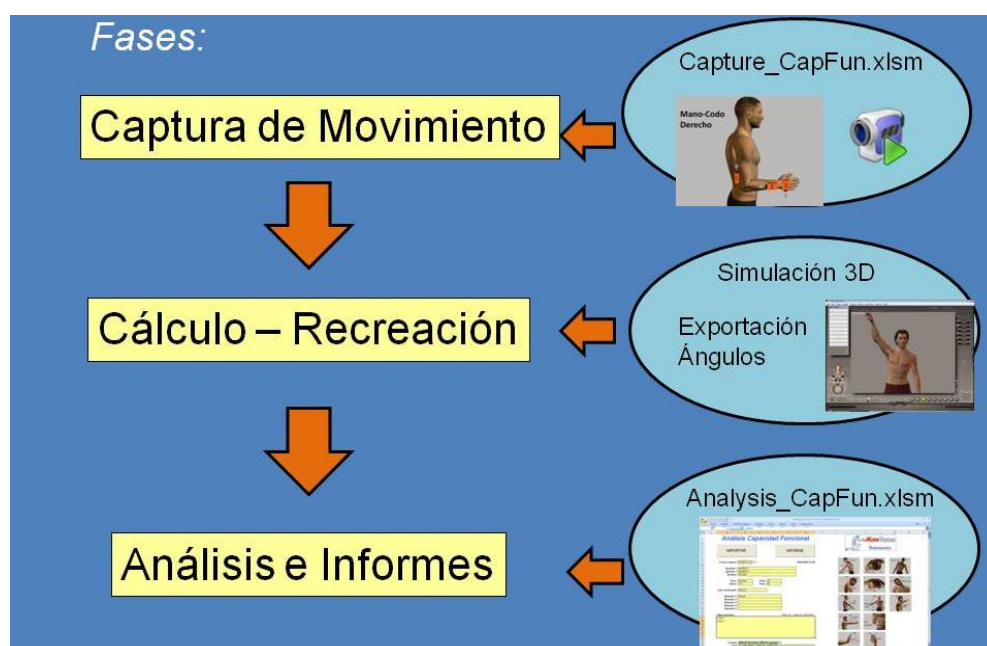 Fases:
Capture_CapFun.xlsm
Mano-Codo
Derecho
Captura de Movimiento
Simulación 3D
Exportación
Ángulos
Cálculo – Recreación
Analysis_CapFun.xlsm
Análisis Capacidad Funcional
Análisis e Informes